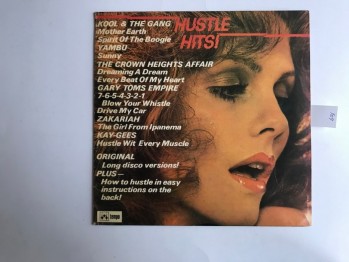 HUSTLE
HITS!
KOOL & THE GANG
Mother Earth
Spirit Of The Boogie
YAMBU
Sunny
THE CROWN HEIGHTS AFFAIR
Dreaming A Dream
Every Beat Of My Heart
GARY TOMS EMPIRE
7-6-5-4-3-2-1
Blow Your Whistle
Drive My Car
ZAKARIAH
The Girl From Ipanema
KAY-GEES
Hustle Wit Every Muscle
ORIGINAL
Long disco versions!
PLUS—
How to hustle in easy
instructions on the
back!